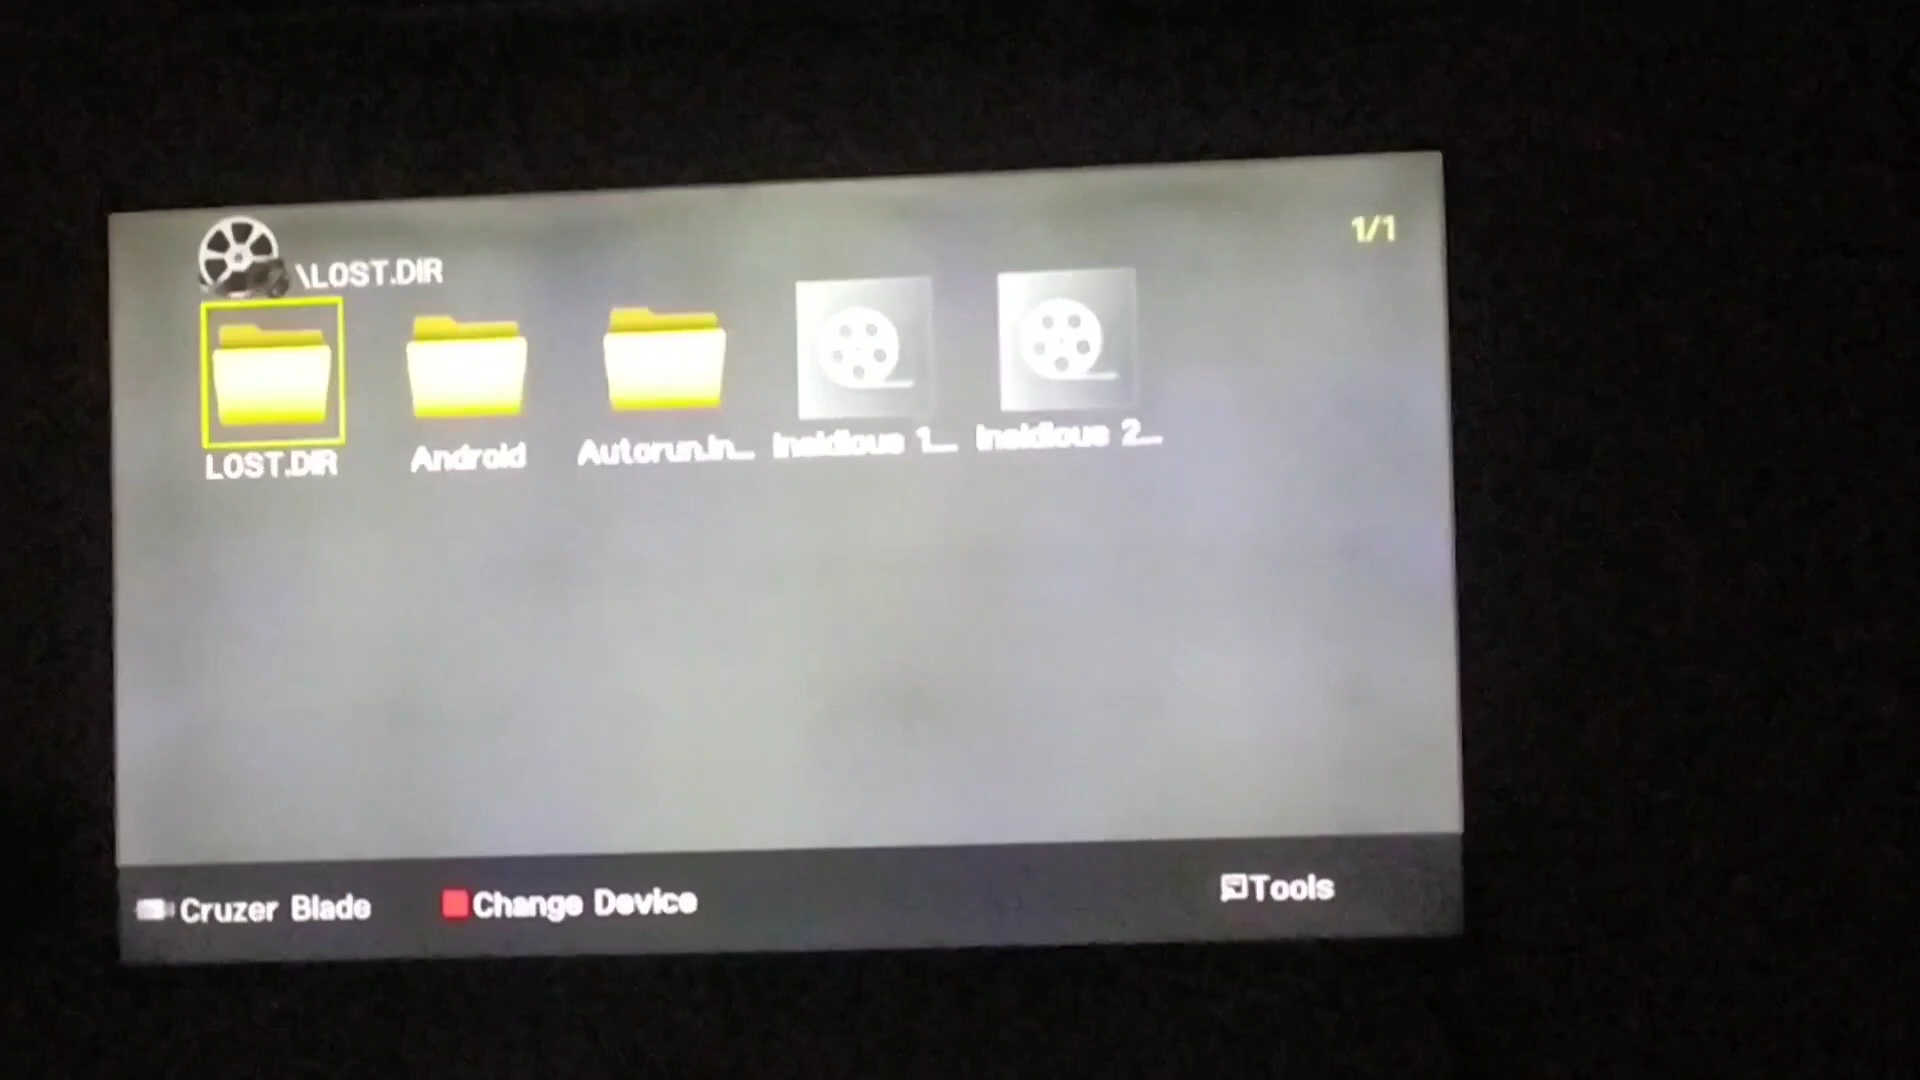 1/1
\LOST.DIR
LOST.DIR
Android
Autorun.in...
Insidious 1...
Insidious 2...
Cruzer Blade
Change Device
Tools